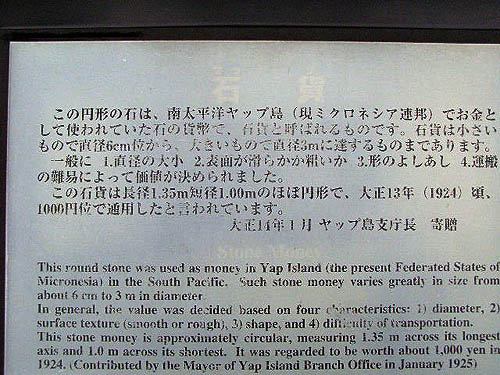 石貨
この円形の石は、南太平洋ヤップ島（現ミクロネシア連邦）でお金と
して使われていた石の貨幣で、石貨と呼ばれるものです。石貨は小さい
もので直径6cm位から、大きいもので直径3mに達するものまであります。
一般に 1.直径の大小 2.表面が滑らかか粗いか 3.形のよしあし 4.運搬
の難易によって価値が決められました。
この石貨は長径1.35m短径1.00mのほぼ円形で、大正13年（1924）頃、
1000円位で通用したと言われています。
大正14年1月 ヤップ島支庁長 寄贈
Stone Money
This round stone was used as money in Yap Island (the present Federated States of
Micronesia) in the South Pacific. Such stone money varies greatly in size from
about 6 cm to 3 m in diameter.
In general, the value was decided based on four characteristics: 1) diameter, 2)
surface texture (smooth or rough), 3) shape, and 4) difficulty of transportation.
This stone money is approximately circular, measuring 1.35 m across its longest
axis and 1.0 m across its shortest. It was regarded to be worth about 1,000 yen in
1924. (Contributed by the Mayor of Yap Island Branch Office in January 1925)